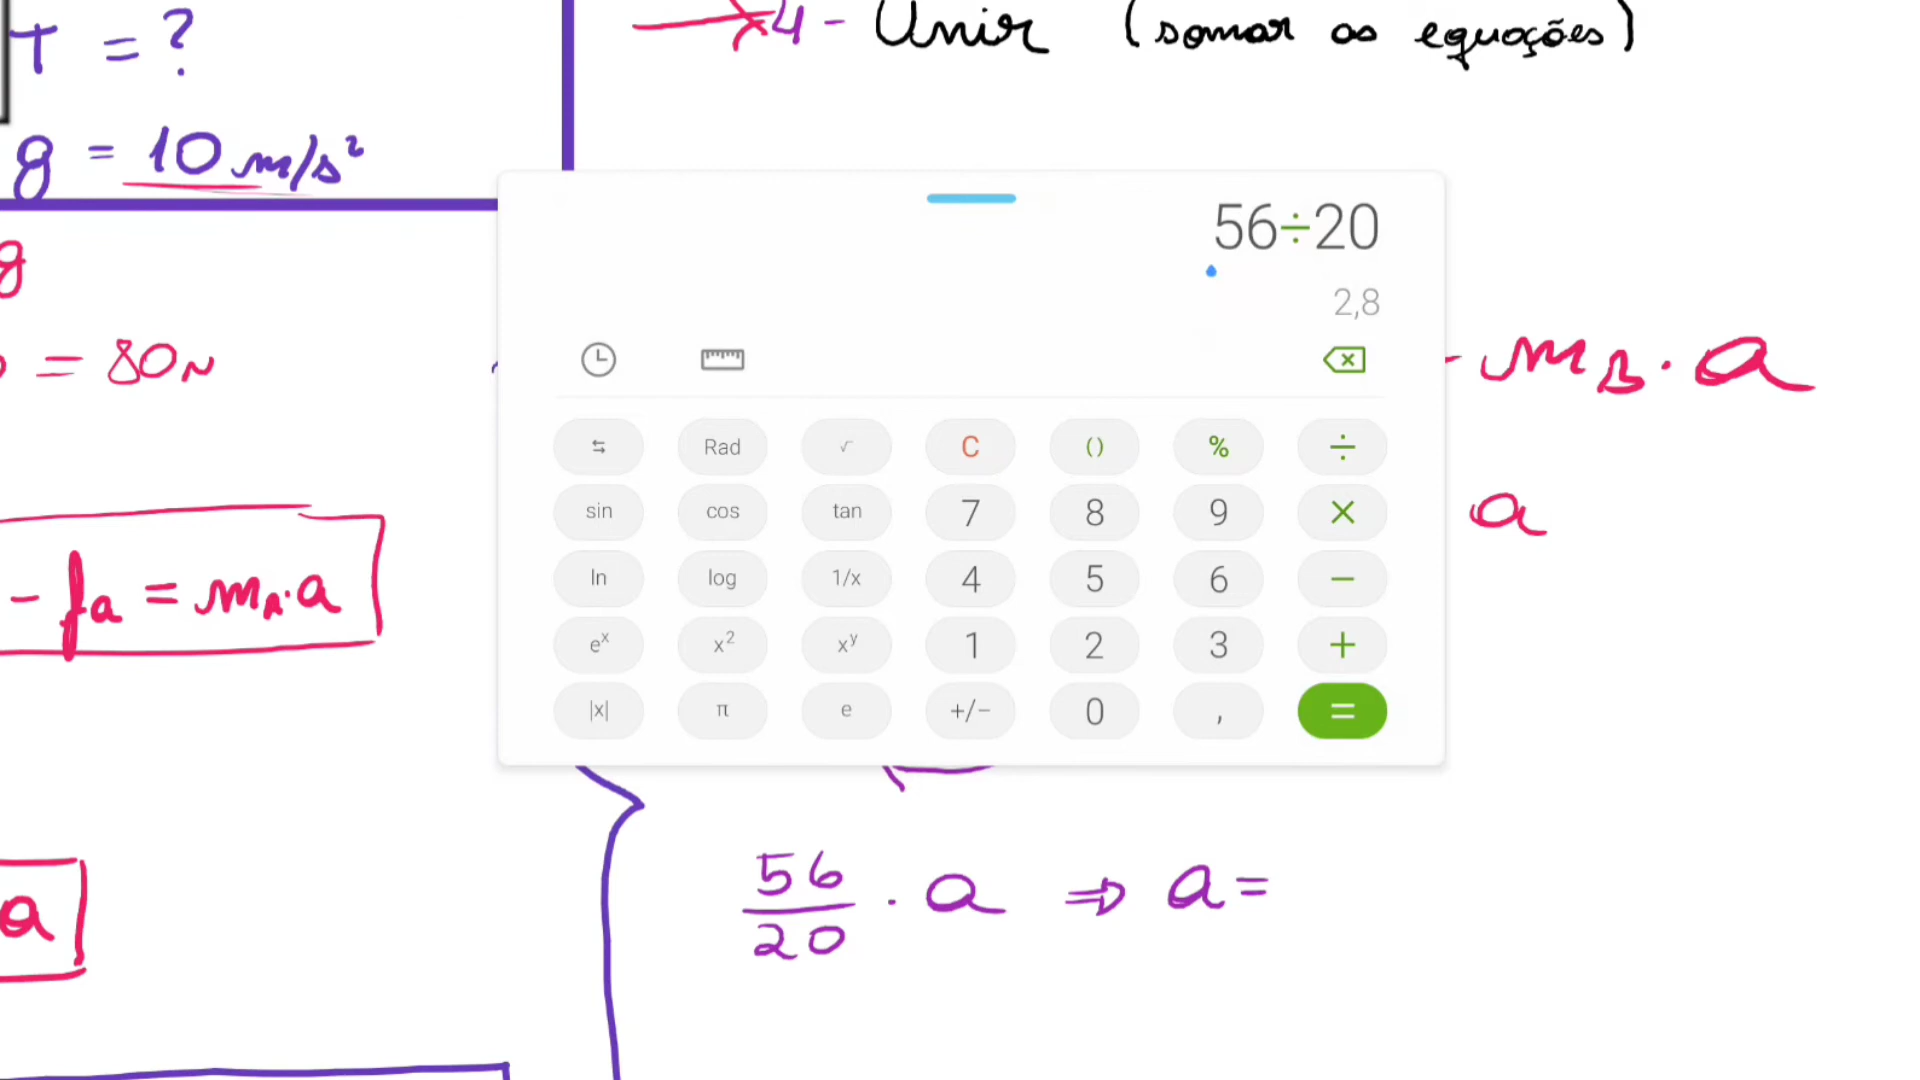 T = ?
4- Unir (somar as equações)
g = 10 m/s²
g
= 80N
- fa = mA.a
a
56÷20
2,8
Rad √ C () % ÷
sin cos tan 7 8 9 ×
ln log 1/x 4 5 6 −
eˣ x² xʸ 1 2 3 +
|x| π e +/− 0 , =
- mB . a
a
56/20 . a ⇒ a =